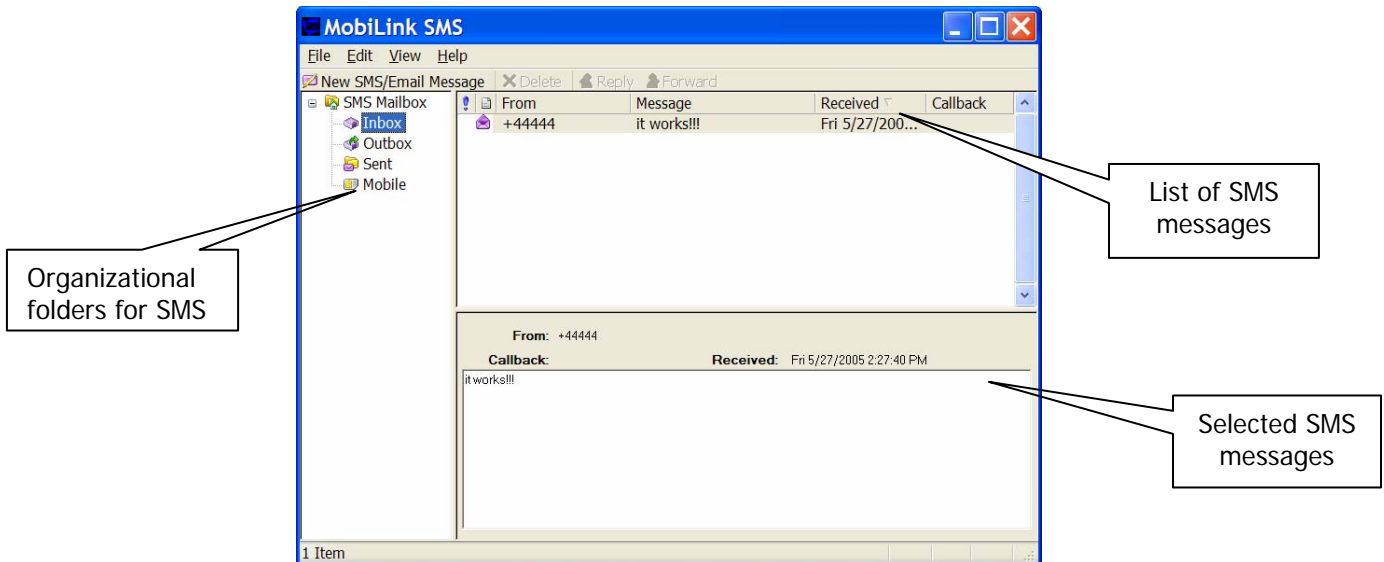 MobiLink SMS
File Edit View Help
New SMS/Email Message Delete Reply Forward
SMS Mailbox
Inbox
Outbox
Sent
Mobile
From Message Received Callback
+44444 it works!!! Fri 5/27/200...
List of SMS
messages
Organizational
folders for SMS
From: +44444
Callback: Received: Fri 5/27/2005 2:27:40 PM
it works!!!
Selected SMS
messages
1 Item